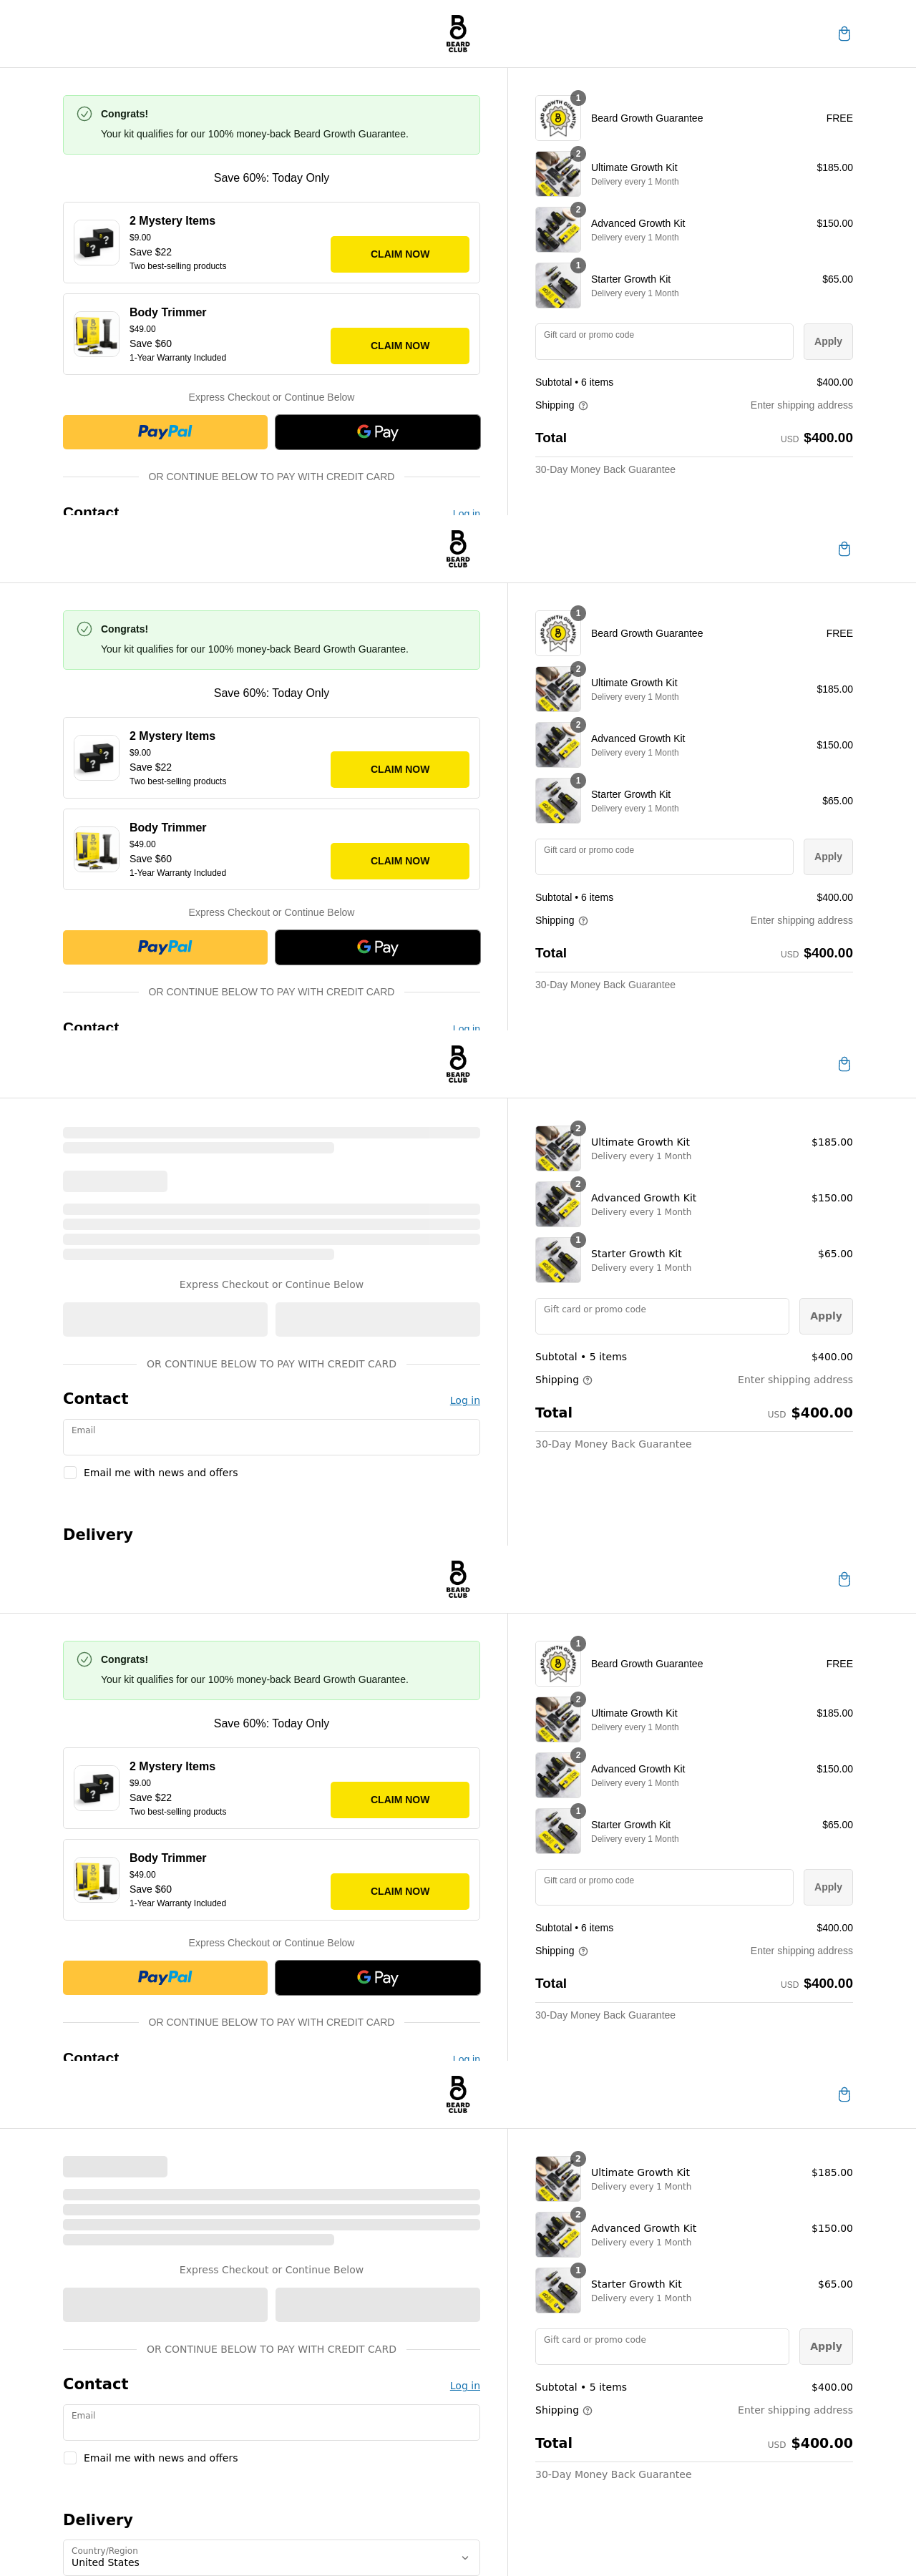 BEARD
CLUB
Congrats!
Your kit qualifies for our 100% money-back Beard Growth Guarantee.
Save 60%: Today Only
2 Mystery Items
$9.00
Save $22
Two best-selling products
CLAIM NOW
Body Trimmer
$49.00
Save $60
1-Year Warranty Included
CLAIM NOW
Express Checkout or Continue Below
PayPal
G Pay
OR CONTINUE BELOW TO PAY WITH CREDIT CARD
Contact
Log in
BEARD GROWTH GUARANTEE
1
Beard Growth Guarantee
FREE
2
Ultimate Growth Kit
$185.00
Delivery every 1 Month
2
Advanced Growth Kit
$150.00
Delivery every 1 Month
1
Starter Growth Kit
$65.00
Delivery every 1 Month
Gift card or promo code
Apply
Subtotal • 6 items
$400.00
Shipping
Enter shipping address
Total
USD $400.00
30-Day Money Back Guarantee
BEARD
CLUB
Congrats!
Your kit qualifies for our 100% money-back Beard Growth Guarantee.
Save 60%: Today Only
2 Mystery Items
$9.00
Save $22
Two best-selling products
CLAIM NOW
Body Trimmer
$49.00
Save $60
1-Year Warranty Included
CLAIM NOW
Express Checkout or Continue Below
PayPal
G Pay
OR CONTINUE BELOW TO PAY WITH CREDIT CARD
Contact
Log in
BEARD GROWTH GUARANTEE
1
Beard Growth Guarantee
FREE
2
Ultimate Growth Kit
Delivery every 1 Month
$185.00
2
Advanced Growth Kit
Delivery every 1 Month
$150.00
1
Starter Growth Kit
Delivery every 1 Month
$65.00
Gift card or promo code
Apply
Subtotal • 6 items
$400.00
Shipping
Enter shipping address
Total
USD $400.00
30-Day Money Back Guarantee
BEARD
CLUB
Express Checkout or Continue Below
OR CONTINUE BELOW TO PAY WITH CREDIT CARD
Contact
Log in
Email
Email me with news and offers
Delivery
2
Ultimate Growth Kit
$185.00
Delivery every 1 Month
2
Advanced Growth Kit
$150.00
Delivery every 1 Month
1
Starter Growth Kit
$65.00
Delivery every 1 Month
Gift card or promo code
Apply
Subtotal • 5 items
$400.00
Shipping
Enter shipping address
Total
USD $400.00
30-Day Money Back Guarantee
BEARD
CLUB
Congrats!
Your kit qualifies for our 100% money-back Beard Growth Guarantee.
Save 60%: Today Only
2 Mystery Items
$9.00
Save $22
Two best-selling products
CLAIM NOW
Body Trimmer
$49.00
Save $60
1-Year Warranty Included
CLAIM NOW
Express Checkout or Continue Below
PayPal
G Pay
OR CONTINUE BELOW TO PAY WITH CREDIT CARD
Contact
Log in
BEARD GROWTH GUARANTEE
1
Beard Growth Guarantee
FREE
2
Ultimate Growth Kit
$185.00
Delivery every 1 Month
2
Advanced Growth Kit
$150.00
Delivery every 1 Month
1
Starter Growth Kit
$65.00
Delivery every 1 Month
Gift card or promo code
Apply
Subtotal • 6 items
$400.00
Shipping
Enter shipping address
Total
USD $400.00
30-Day Money Back Guarantee
BEARD
CLUB
Express Checkout or Continue Below
OR CONTINUE BELOW TO PAY WITH CREDIT CARD
Contact
Log in
Email
Email me with news and offers
Delivery
Country/Region
United States
2
Ultimate Growth Kit
$185.00
Delivery every 1 Month
2
Advanced Growth Kit
$150.00
Delivery every 1 Month
1
Starter Growth Kit
$65.00
Delivery every 1 Month
Gift card or promo code
Apply
Subtotal • 5 items
$400.00
Shipping
Enter shipping address
Total
USD $400.00
30-Day Money Back Guarantee